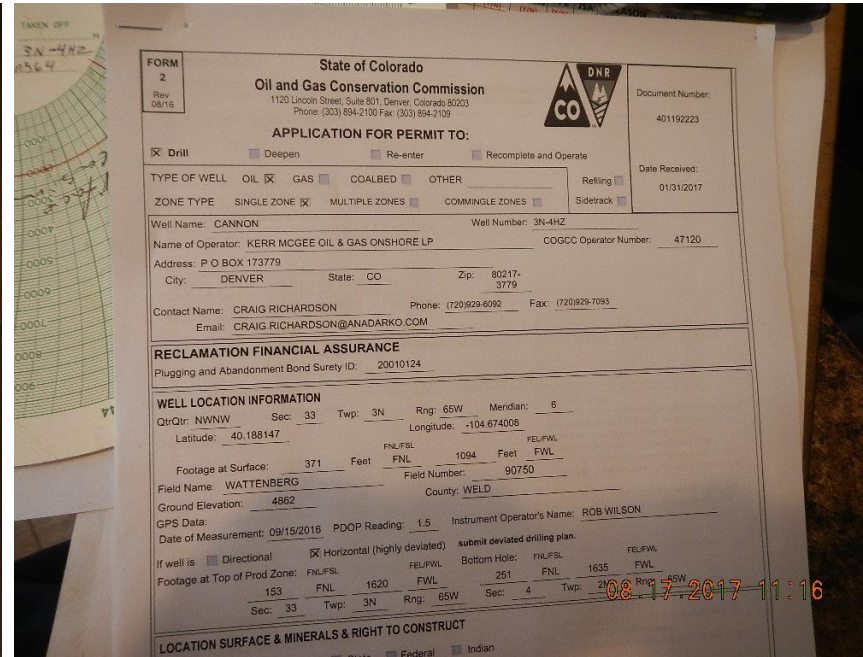 TAKEN OFF
3N-4HZ
FORM
2
Rev
08/16
State of Colorado
Oil and Gas Conservation Commission
1120 Lincoln Street, Suite 801, Denver, Colorado 80203
Phone: (303) 894-2100 Fax: (303) 894-2109
DNR
CO
Document Number:
401192223
Date Received:
01/31/2017
APPLICATION FOR PERMIT TO:
Drill Deepen Re-enter Recomplete and Operate
TYPE OF WELL OIL GAS COALBED OTHER Refiling
ZONE TYPE SINGLE ZONE MULTIPLE ZONES COMMINGLE ZONES Sidetrack
Well Name: CANNON Well Number: 3N-4HZ
Name of Operator: KERR MCGEE OIL & GAS ONSHORE LP COGCC Operator Number: 47120
Address: P O BOX 173779
City: DENVER State: CO Zip: 80217-
3779
Contact Name: CRAIG RICHARDSON Phone: (720)929-6092 Fax: (720)929-7093
Email: CRAIG.RICHARDSON@ANADARKO.COM
RECLAMATION FINANCIAL ASSURANCE
Plugging and Abandonment Bond Surety ID: 20010124
WELL LOCATION INFORMATION
QtrQtr: NWNW Sec: 33 Twp: 3N Rng: 65W Meridian: 6
Latitude: 40.188147 Longitude: -104.674008
FNL/FSL FEL/FWL
Footage at Surface: 371 Feet FNL 1094 Feet FWL
Field Name: WATTENBERG Field Number: 90750
Ground Elevation: 4862 County: WELD
GPS Data:
Date of Measurement: 09/15/2016 PDOP Reading: 1.5 Instrument Operator's Name: ROB WILSON
If well is Directional Horizontal (highly deviated) submit deviated drilling plan.
Footage at Top of Prod Zone: FNL/FSL FEL/FWL Bottom Hole: FNL/FSL FEL/FWL
153 FNL 1620 FWL 251 FNL 1635 FWL
Sec: 33 Twp: 3N Rng: 65W Sec: 4 Twp: 2N Rng: 65W
08.17.2017 11:16
LOCATION SURFACE & MINERALS & RIGHT TO CONSTRUCT
State Federal Indian